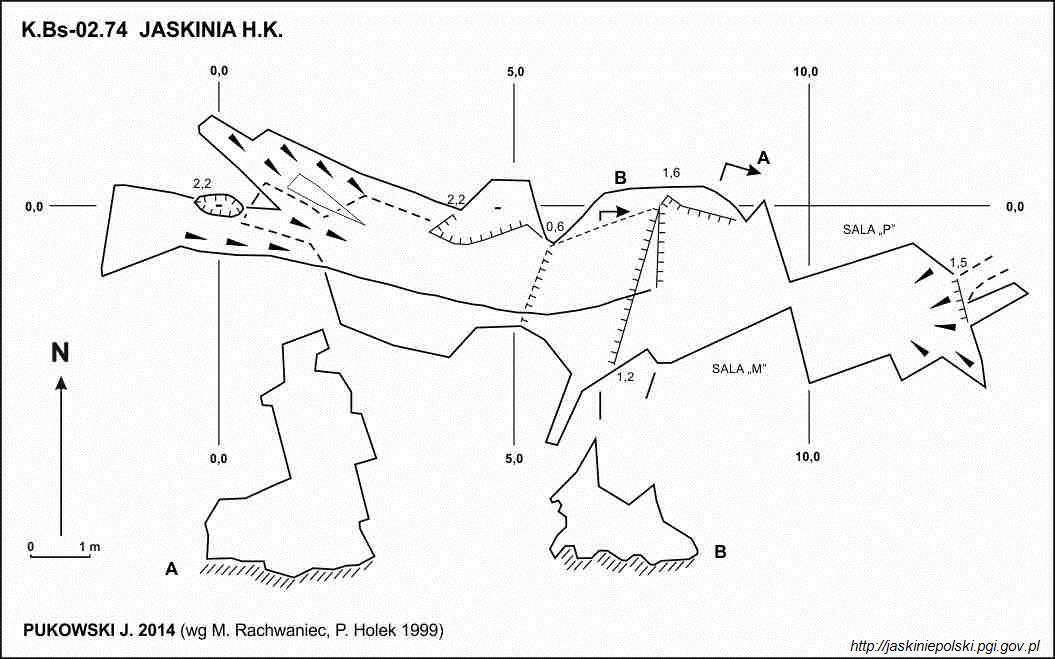 K.Bs-02.74 JASKINIA H.K.
0,0 5,0 10,0
A
1,6
B
2,2
2,2
0,0 0,0
0,6
SALA „P”
1,5
N
SALA „M”
1,2
0,0 5,0 10,0
0 1 m
A
B
PUKOWSKI J. 2014 (wg M. Rachwaniec, P. Holek 1999)
http://jaskiniepolski.pgi.gov.pl